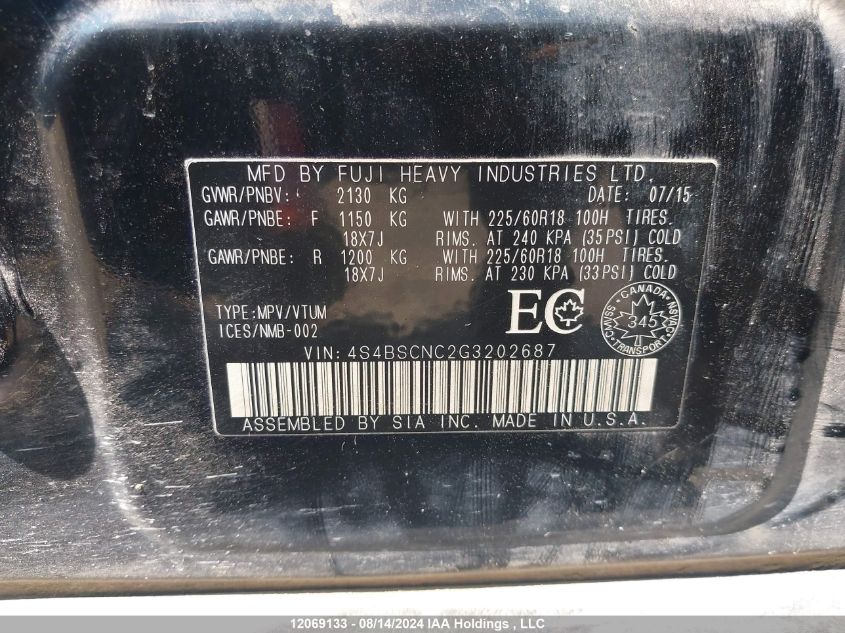 MFD BY FUJI HEAVY INDUSTRIES LTD.
GVWR/PNBV: 2130 KG DATE: 07/15
GAWR/PNBE: F 1150 KG WITH 225/60R18 100H TIRES.
18X7J RIMS. AT 240 KPA (35PSI) COLD
GAWR/PNBE: R 1200 KG WITH 225/60R18 100H TIRES.
18X7J RIMS. AT 230 KPA (33PSI) COLD
TYPE:MPV/VTUM
ICES/NMB-002
EC
CANADA
CMVSS 345 NSVAC
TRANSPORT
VIN: 4S4BSCNC2G3202687
ASSEMBLED BY SIA INC. MADE IN U.S.A.
12069133 - 08/14/2024 IAA Holdings , LLC